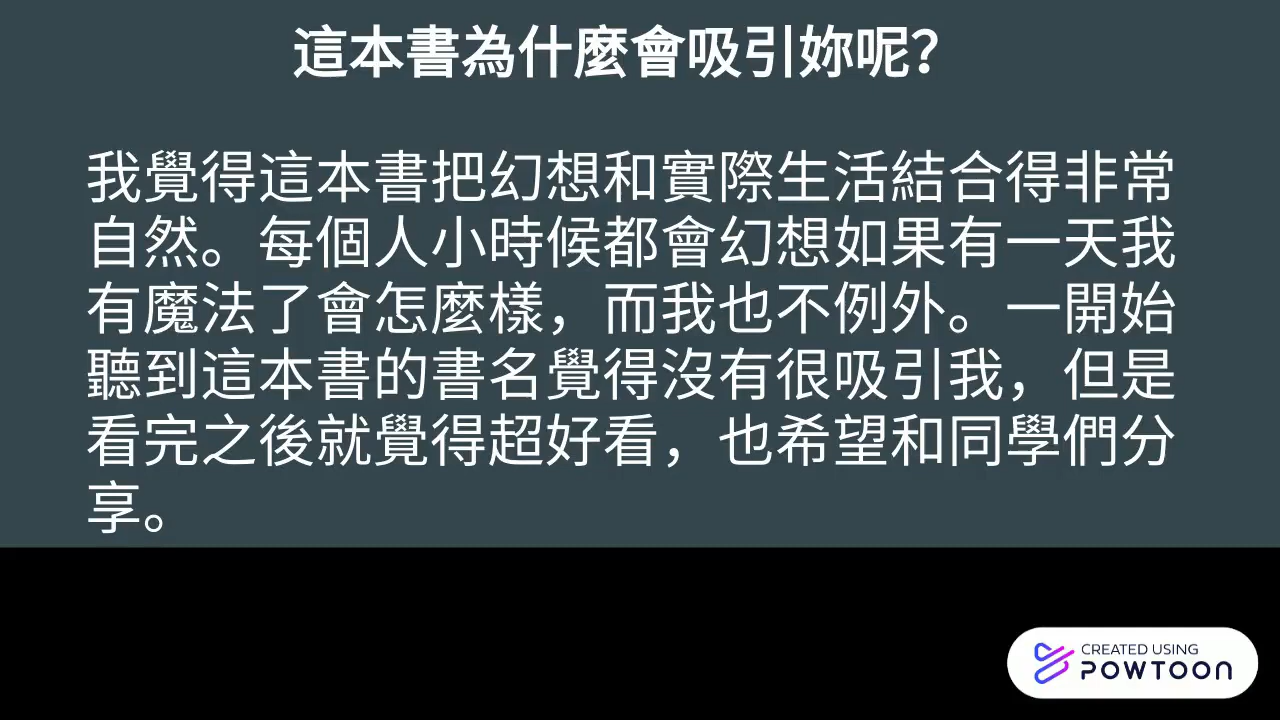 這本書為什麼會吸引妳呢？
我覺得這本書把幻想和實際生活結合得非常
自然。每個人小時候都會幻想如果有一天我
有魔法了會怎麼樣，而我也不例外。一開始
聽到這本書的書名覺得沒有很吸引我，但是
看完之後就覺得超好看，也希望和同學們分
享。
CREATED USING
POWTOON